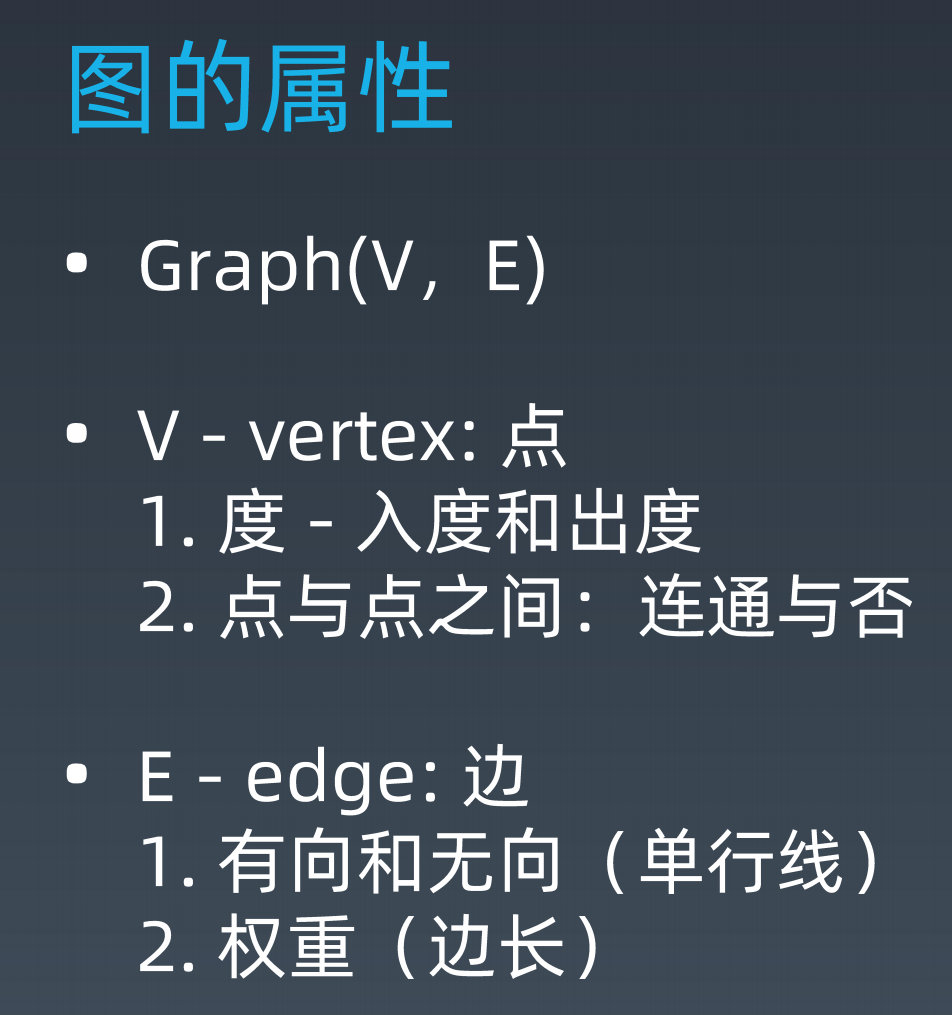 图的属性
• Graph(V，E)
• V - vertex: 点
1. 度 - 入度和出度
2. 点与点之间：连通与否
• E - edge: 边
1. 有向和无向（单行线）
2. 权重（边长）